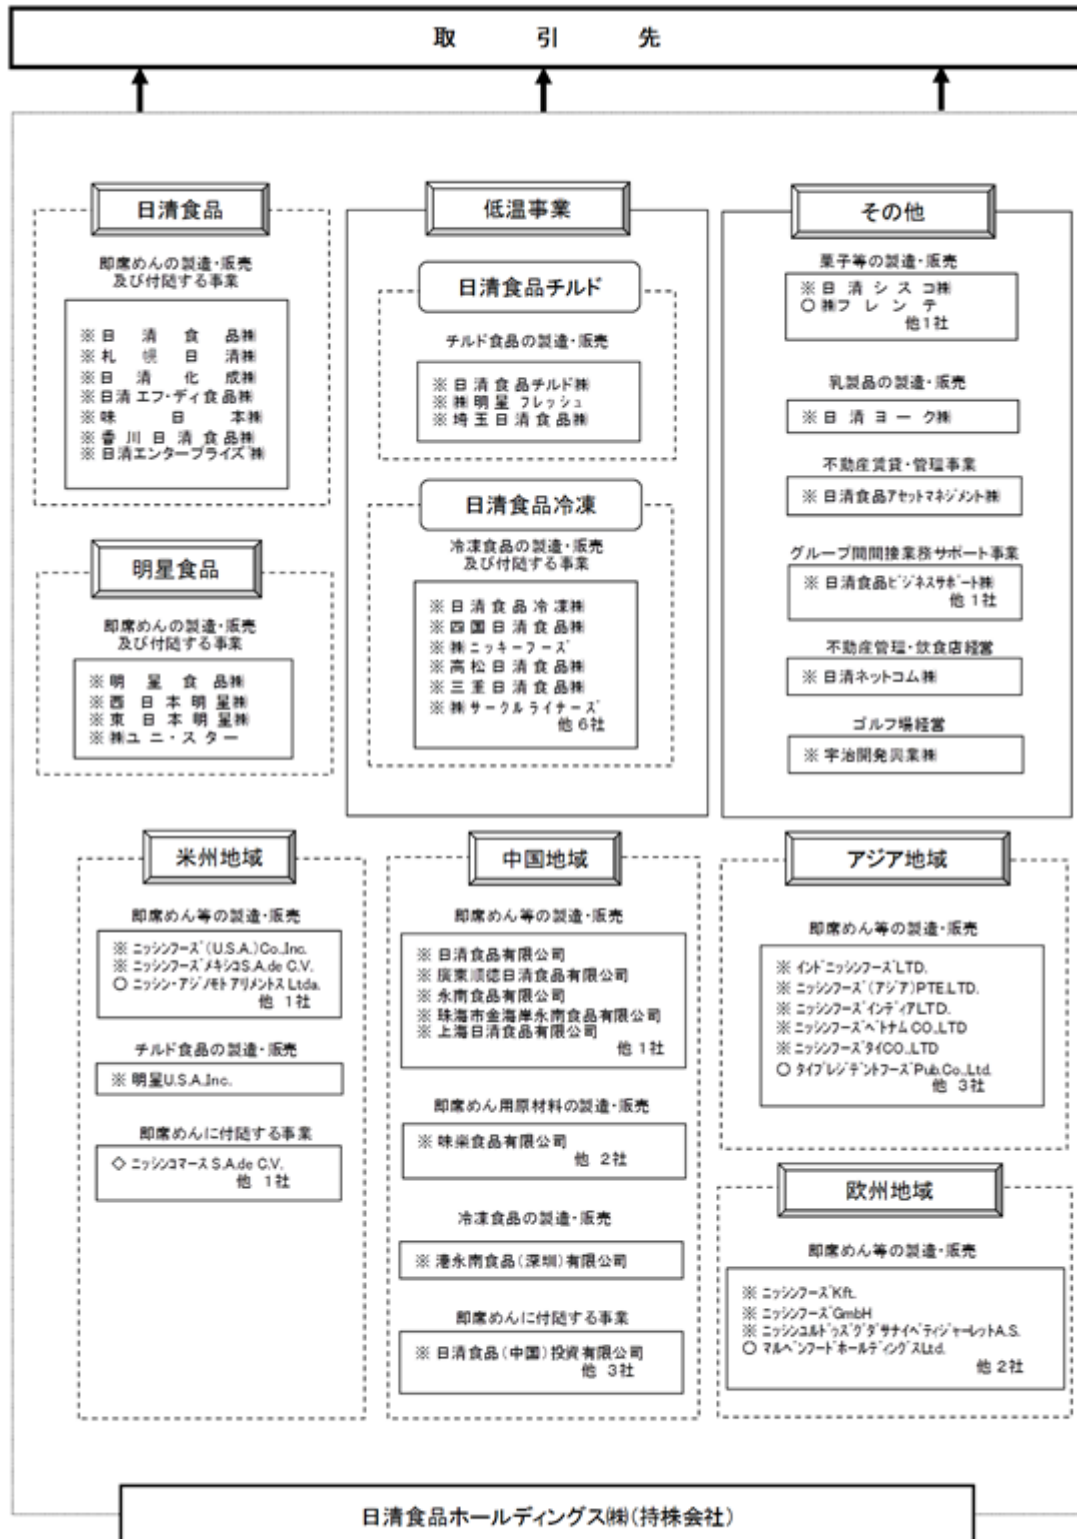 取引先
日清食品
即席めんの製造・販売
及び付随する事業
※日清食品㈱
※札幌日清㈱
※日清化成㈱
※日清エフ・ディ食品㈱
※味日本㈱
※香川日清食品㈱
※日清エンタープライズ㈱
明星食品
即席めんの製造・販売
及び付随する事業
※明星食品㈱
※西日本明星㈱
※東日本明星㈱
※㈱ユニ・スター
低温事業
日清食品チルド
チルド食品の製造・販売
※日清食品チルド㈱
※㈱明星フレッシュ
※埼玉日清食品㈱
日清食品冷凍
冷凍食品の製造・販売
及び付随する事業
※日清食品冷凍㈱
※四国日清食品㈱
※㈱ニッキーフーズ
※高松日清食品㈱
※三重日清食品㈱
※㈱サークルライナーズ
他6社
その他
菓子等の製造・販売
※日清シスコ㈱
○㈱フレンテ
他1社
乳製品の製造・販売
※日清ヨーク㈱
不動産賃貸・管理事業
※日清食品アセットマネジメント㈱
グループ間間接業務サポート事業
※日清食品ビジネスサポート㈱
他1社
不動産管理・飲食店経営
※日清ネットコム㈱
ゴルフ場経営
※宇治開発興業㈱
米州地域
即席めん等の製造・販売
※ニッシンフーズ(U.S.A.)Co.,Inc.
※ニッシンフーズメキシコS.A.de C.V.
○ニッシン・アジノモトアリメントス Ltda.
他 1社
チルド食品の製造・販売
※明星U.S.A.,Inc.
即席めんに付随する事業
◇ニッシンコマース S.A.de C.V.
他 1社
中国地域
即席めん等の製造・販売
※日清食品有限公司
※廣東順徳日清食品有限公司
※永南食品有限公司
※珠海市金海岸永南食品有限公司
※上海日清食品有限公司
他 1社
即席めん用原材料の製造・販売
※味楽食品有限公司
他 2社
冷凍食品の製造・販売
※港永南食品(深圳)有限公司
即席めんに付随する事業
※日清食品(中国)投資有限公司
他 3社
アジア地域
即席めん等の製造・販売
※インドニッシンフーズLTD.
※ニッシンフーズ(アジア)PTE.LTD.
※ニッシンフーズインディアLTD.
※ニッシンフーズベトナム CO.,LTD
※ニッシンフーズタイCO.,LTD
○タイプレジデントフーズPub.Co.,Ltd.
他 3社
欧州地域
即席めん等の製造・販売
※ニッシンフーズKft.
※ニッシンフーズGmbH
※ニッシンユルドゥズグダサナイベティジャーレットA.S.
○マルベンフードホールディングスLtd.
他 2社
日清食品ホールディングス㈱(持株会社)